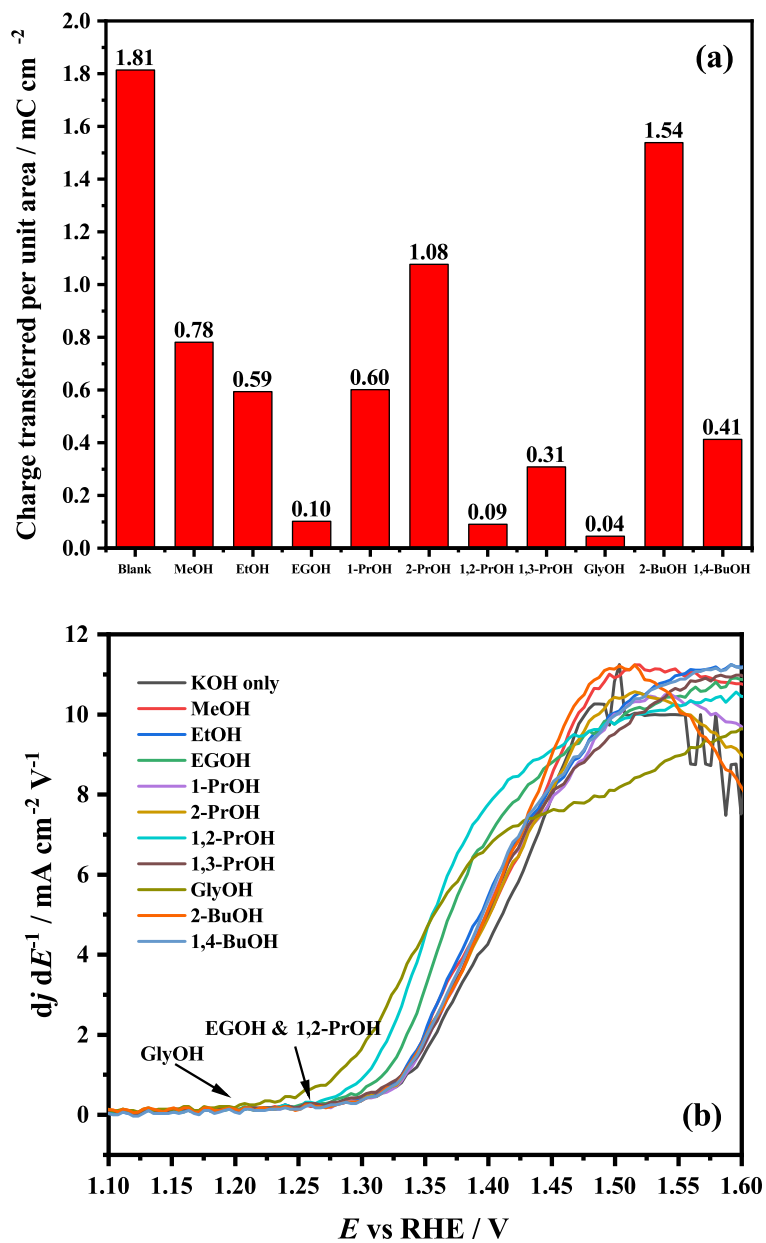 (a)
Charge transferred per unit area / mC cm -2
2.0
1.8
1.6
1.4
1.2
1.0
0.8
0.6
0.4
0.2
0.0
1.81
0.78
0.59
0.10
0.60
1.08
0.09
0.31
0.04
1.54
0.41
Blank MeOH EtOH EGOH 1-PrOH 2-PrOH 1,2-PrOH 1,3-PrOH GlyOH 2-BuOH 1,4-BuOH
dj dE-1 / mA cm-2 V-1
12
10
8
6
4
2
0
KOH only
MeOH
EtOH
EGOH
1-PrOH
2-PrOH
1,2-PrOH
1,3-PrOH
GlyOH
2-BuOH
1,4-BuOH
EGOH & 1,2-PrOH
GlyOH
(b)
1.10 1.15 1.20 1.25 1.30 1.35 1.40 1.45 1.50 1.55 1.60
E vs RHE / V